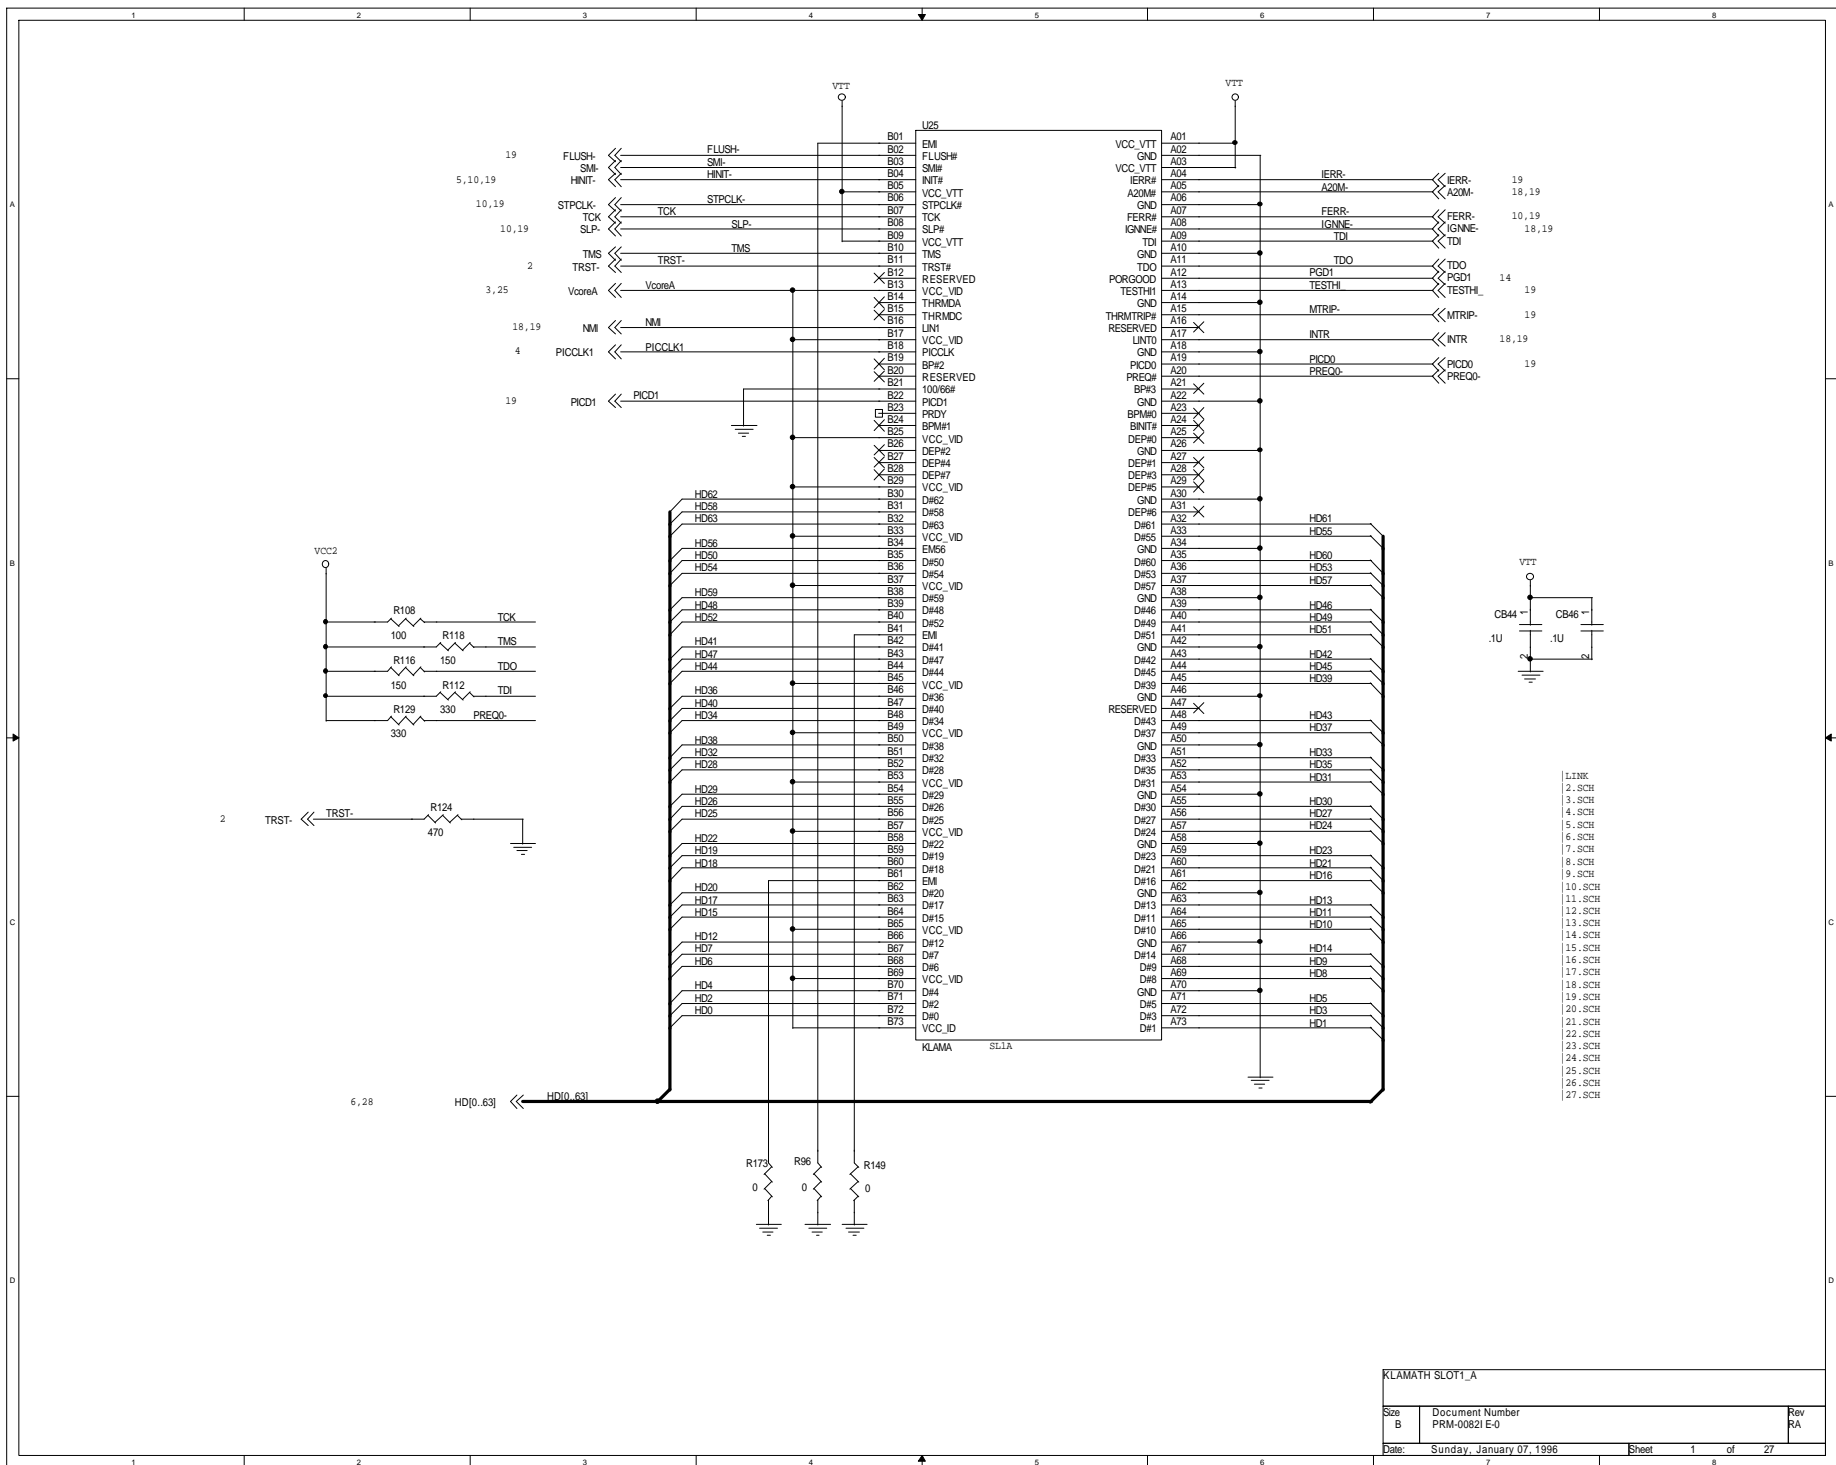 1 2 3 4 5 6 7 8
VTT
VTT
U25
19 FLUSH- FLUSH- B01 EMI VCC_VTT A01
SMI- SMI- B02 FLUSH# GND A02
5,10,19 HINIT- HINIT- B03 SMI# VCC_VTT A03
B04 INIT# IERR# A04 IERR- IERR- 19
B05 VCC_VTT A20M# A05 A20M- A20M- 18,19
10,19 STPCLK- STPCLK- B06 STPCLK# GND A06
TCK TCK B07 TCK FERR# A07 FERR- FERR- 10,19
10,19 SLP- SLP- B08 SLP# IGNNE# A08 IGNNE- IGNNE- 18,19
B09 VCC_VTT TDI A09 TDI TDI
TMS TMS B10 TMS GND A10
2 TRST- TRST- B11 TRST# TDO A11 TDO TDO
B12 RESERVED PORGOOD A12 PGD1 PGD1 14
3,25 VcoreA VcoreA B13 VCC_VID TESTHI1 A13 TESTHI_ TESTHI_ 19
B14 THRMDA GND A14
B15 THRMDC THRMTRIP# A15 MTRIP- MTRIP- 19
18,19 NMI NMI B16 LIN1 RESERVED A16
B17 VCC_VID LINT0 A17 INTR INTR 18,19
4 PICCLK1 PICCLK1 B18 PICCLK GND A18
B19 BP#2 PICD0 A19 PICD0 PICD0 19
B20 RESERVED PREQ# A20 PREQ0- PREQ0-
B21 100/66# BP#3 A21
19 PICD1 PICD1 B22 PICD1 GND A22
B23 PRDY BPM#0 A23
B24 BPM#1 BINIT# A24
B25 VCC_VID DEP#0 A25
B26 DEP#2 GND A26
B27 DEP#4 DEP#1 A27
B28 DEP#7 DEP#3 A28
B29 VCC_VID DEP#5 A29
HD62 B30 D#62 GND A30
HD58 B31 D#58 DEP#6 A31
HD63 B32 D#63 D#61 A32 HD61
B33 VCC_VID D#55 A33 HD55
HD56 B34 EM56 GND A34
HD50 B35 D#50 D#60 A35 HD60
HD54 B36 D#54 D#53 A36 HD53
B37 VCC_VID D#57 A37 HD57
HD59 B38 D#59 GND A38
HD48 B39 D#48 D#46 A39 HD46
HD52 B40 D#52 D#49 A40 HD49
B41 EMI D#51 A41 HD51
HD41 B42 D#41 GND A42
HD47 B43 D#47 D#42 A43 HD42
HD44 B44 D#44 D#45 A44 HD45
B45 VCC_VID D#39 A45 HD39
HD36 B46 D#36 GND A46
HD40 B47 D#40 RESERVED A47
HD34 B48 D#34 D#43 A48 HD43
B49 VCC_VID D#37 A49 HD37
HD38 B50 D#38 GND A50
HD32 B51 D#32 D#33 A51 HD33
HD28 B52 D#28 D#35 A52 HD35
B53 VCC_VID D#31 A53 HD31
HD29 B54 D#29 GND A54
HD26 B55 D#26 D#30 A55 HD30
HD25 B56 D#25 D#27 A56 HD27
B57 VCC_VID D#24 A57 HD24
HD22 B58 D#22 GND A58
HD19 B59 D#19 D#23 A59 HD23
HD18 B60 D#18 D#21 A60 HD21
B61 EMI D#16 A61 HD16
HD20 B62 D#20 GND A62
HD17 B63 D#17 D#13 A63 HD13
HD15 B64 D#15 D#11 A64 HD11
B65 VCC_VID D#10 A65 HD10
HD12 B66 D#12 GND A66
HD7 B67 D#7 D#14 A67 HD14
HD6 B68 D#6 D#9 A68 HD9
B69 VCC_VID D#8 A69 HD8
HD4 B70 D#4 GND A70
HD2 B71 D#2 D#5 A71 HD5
HD0 B72 D#0 D#3 A72 HD3
B73 VCC_ID D#1 A73 HD1
KLAMA SL1A
VCC2
R108 TCK
100 R118 TMS
R116 150 TDO
150 R112 TDI
R129 330 PREQ0-
330
2 TRST- TRST- R124
470
VTT
CB44 1 CB46 1
.1U .1U
2 2
LINK
2.SCH
3.SCH
4.SCH
5.SCH
6.SCH
7.SCH
8.SCH
9.SCH
10.SCH
11.SCH
12.SCH
13.SCH
14.SCH
15.SCH
16.SCH
17.SCH
18.SCH
19.SCH
20.SCH
21.SCH
22.SCH
23.SCH
24.SCH
25.SCH
26.SCH
27.SCH
6,28 HD[0..63] HD[0..63]
R173 R96 R149
0 0 0
A A
B B
C C
D D
KLAMATH SLOT1_A
Size Document Number Rev
B PRM-0082I E-0 RA
Date: Sunday, January 07, 1996 Sheet 1 of 27
1 2 3 4 5 6 7 8